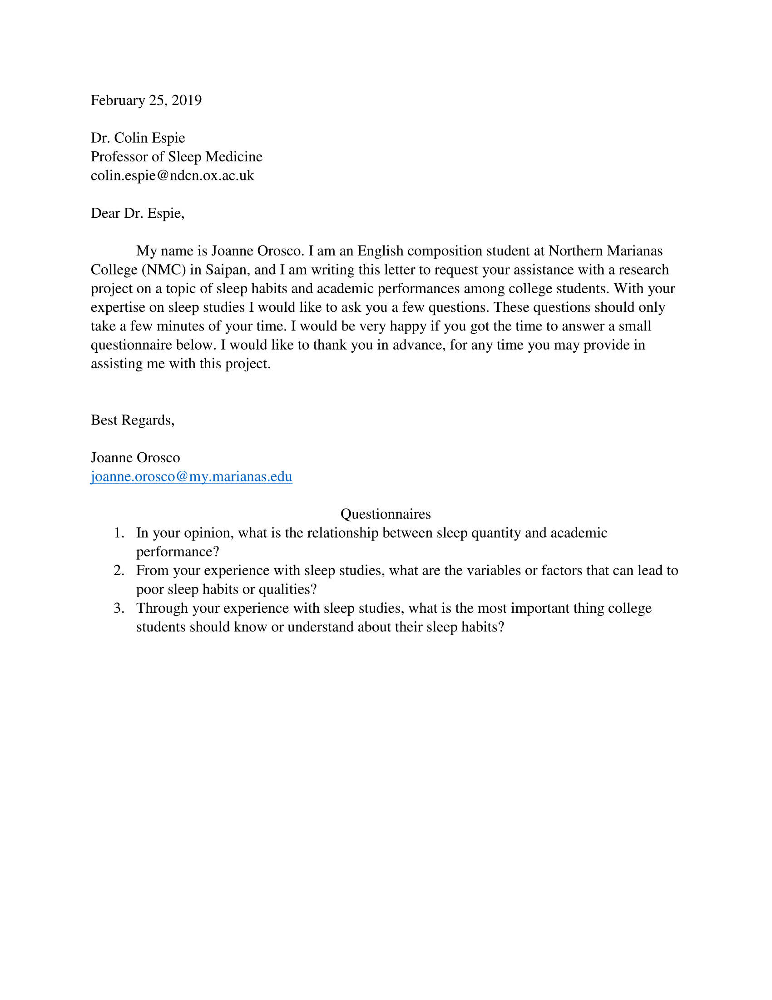 February 25, 2019
Dr. Colin Espie
Professor of Sleep Medicine
colin.espie@ndcn.ox.ac.uk
Dear Dr. Espie,
My name is Joanne Orosco. I am an English composition student at Northern Marianas
College (NMC) in Saipan, and I am writing this letter to request your assistance with a research
project on a topic of sleep habits and academic performances among college students. With your
expertise on sleep studies I would like to ask you a few questions. These questions should only
take a few minutes of your time. I would be very happy if you got the time to answer a small
questionnaire below. I would like to thank you in advance, for any time you may provide in
assisting me with this project.
Best Regards,
Joanne Orosco
joanne.orosco@my.marianas.edu
Questionnaires
1. In your opinion, what is the relationship between sleep quantity and academic
performance?
2. From your experience with sleep studies, what are the variables or factors that can lead to
poor sleep habits or qualities?
3. Through your experience with sleep studies, what is the most important thing college
students should know or understand about their sleep habits?